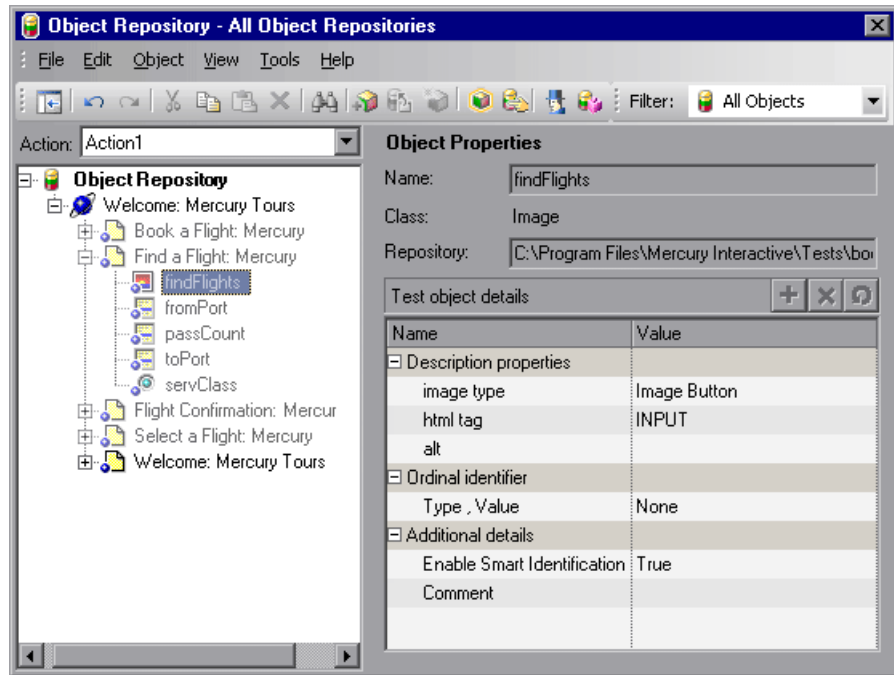 Object Repository - All Object Repositories
File Edit Object View Tools Help
Filter: All Objects
Action: Action1
Object Repository
Welcome: Mercury Tours
Book a Flight: Mercury
Find a Flight: Mercury
findFlights
fromPort
passCount
toPort
servClass
Flight Confirmation: Mercur
Select a Flight: Mercury
Welcome: Mercury Tours
Object Properties
Name: findFlights
Class: Image
Repository: C:\Program Files\Mercury Interactive\Tests\bo
Test object details
Name Value
Description properties
image type Image Button
html tag INPUT
alt
Ordinal identifier
Type , Value None
Additional details
Enable Smart Identification True
Comment